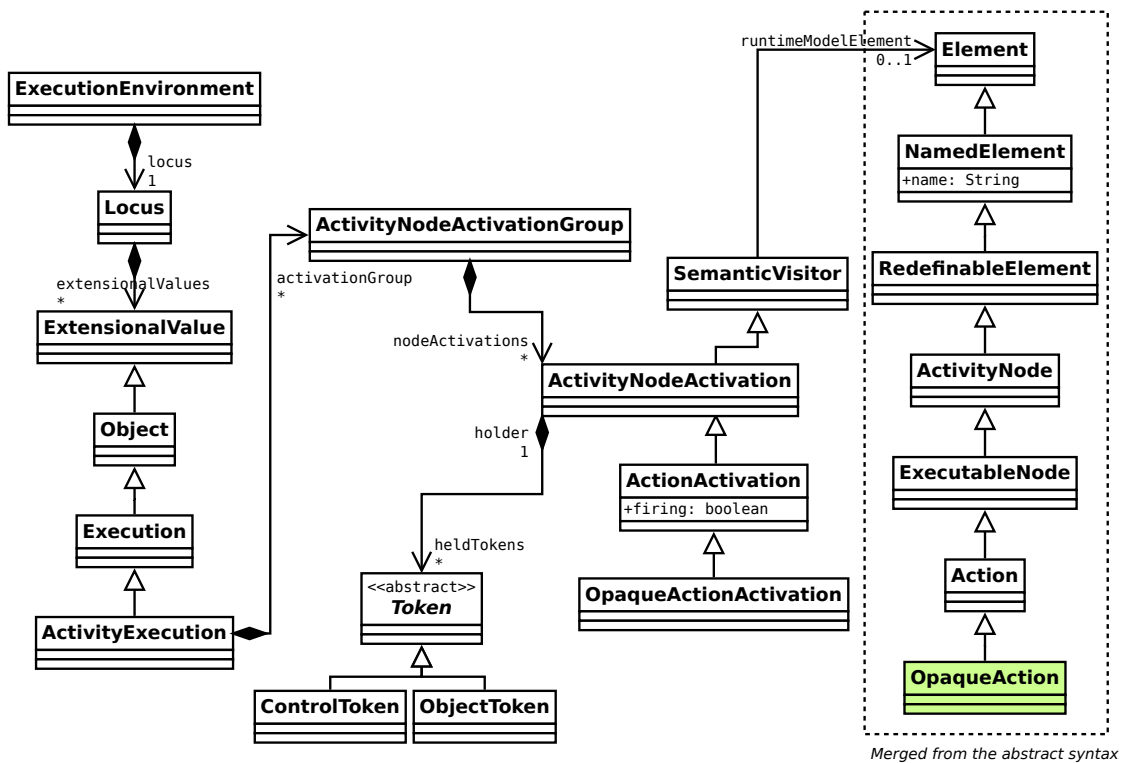 runtimeModelElement
0..1
Element
ExecutionEnvironment
locus
1
NamedElement
+name: String
Locus
ActivityNodeActivationGroup
extensionalValues
*
activationGroup
*
SemanticVisitor
RedefinableElement
ExtensionalValue
nodeActivations
*
ActivityNodeActivation
ActivityNode
Object
holder
1
ActionActivation
+firing: boolean
ExecutableNode
Execution
heldTokens
*
<<abstract>>
Token
OpaqueActionActivation
Action
ActivityExecution
ControlToken
ObjectToken
OpaqueAction
Merged from the abstract syntax